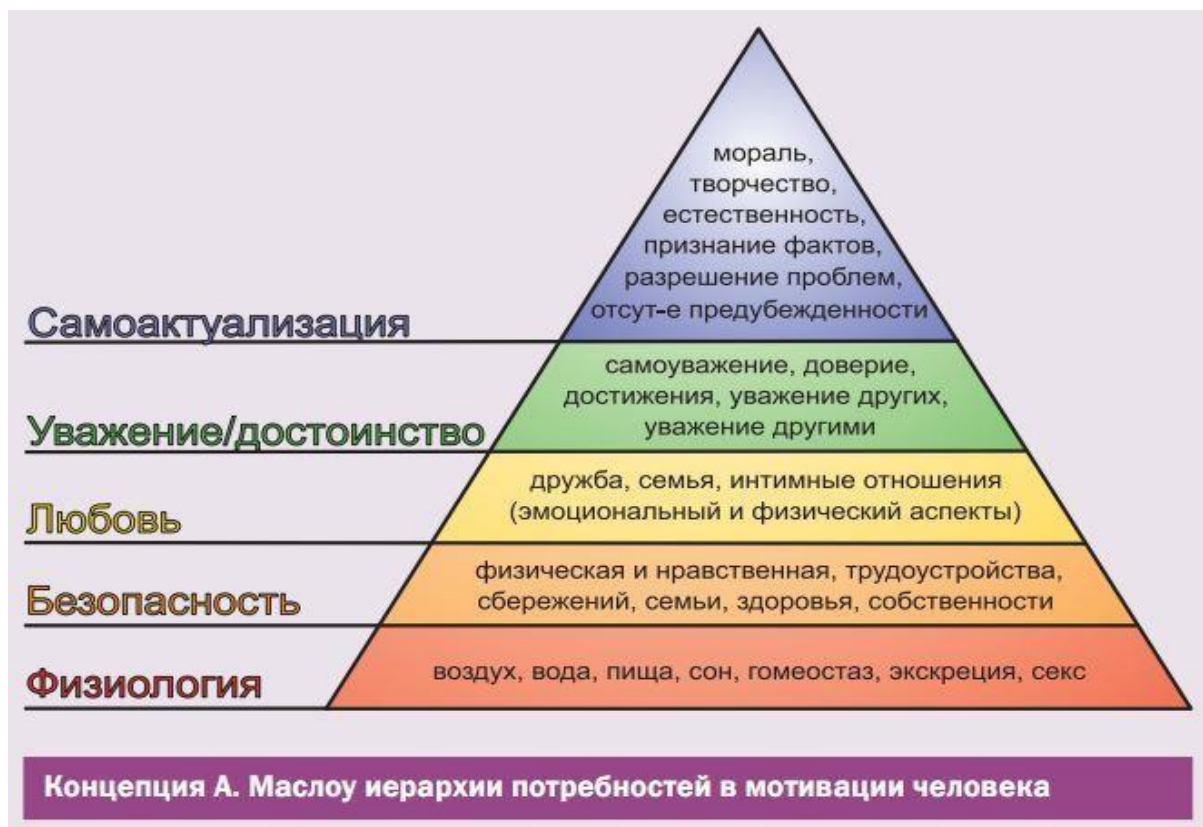 мораль,
творчество,
естественность,
признание фактов,
разрешение проблем,
отсут-е предубежденности
Самоактуализация
самоуважение, доверие,
достижения, уважение других,
уважение другими
Уважение/достоинство
дружба, семья, интимные отношения
(эмоциональный и физический аспекты)
Любовь
физическая и нравственная, трудоустройства,
сбережений, семьи, здоровья, собственности
Безопасность
воздух, вода, пища, сон, гомеостаз, экскреция, секс
Физиология
Концепция А. Маслоу иерархии потребностей в мотивации человека